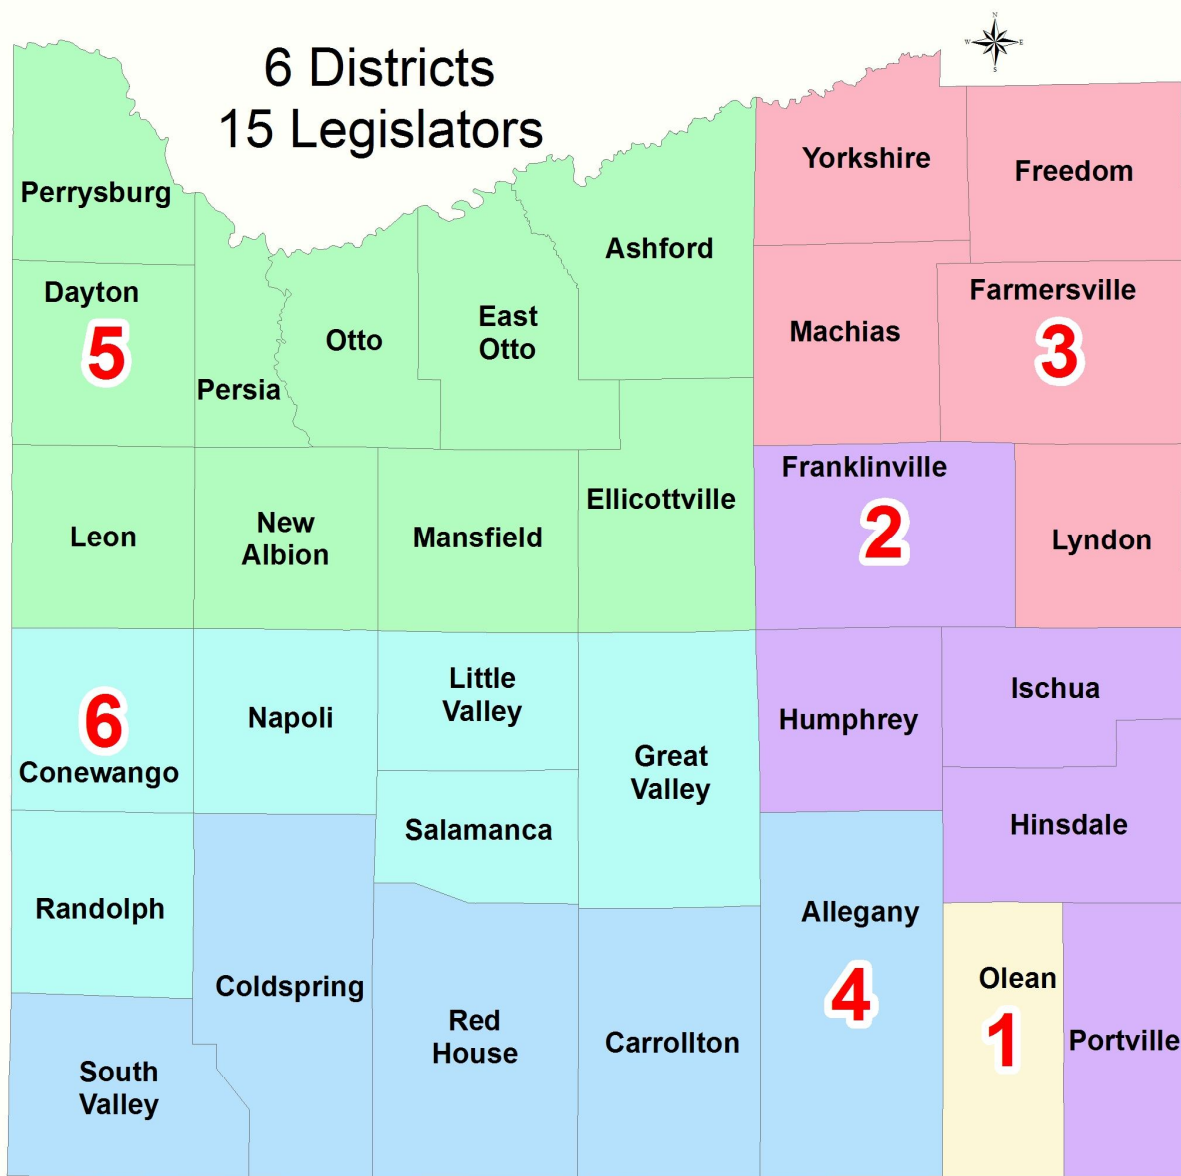 6 Districts
15 Legislators
N
W E
S
Yorkshire
Freedom
Perrysburg
Ashford
Dayton
5
Farmersville
3
East
Otto
Otto
Machias
Persia
Franklinville
2
Ellicottville
New
Albion
Leon
Mansfield
Lyndon
6
Conewango
Napoli
Little
Valley
Great
Valley
Humphrey
Ischua
Salamanca
Hinsdale
Randolph
Allegany
4
Coldspring
Olean
1
Red
House
Carrollton
Portville
South
Valley